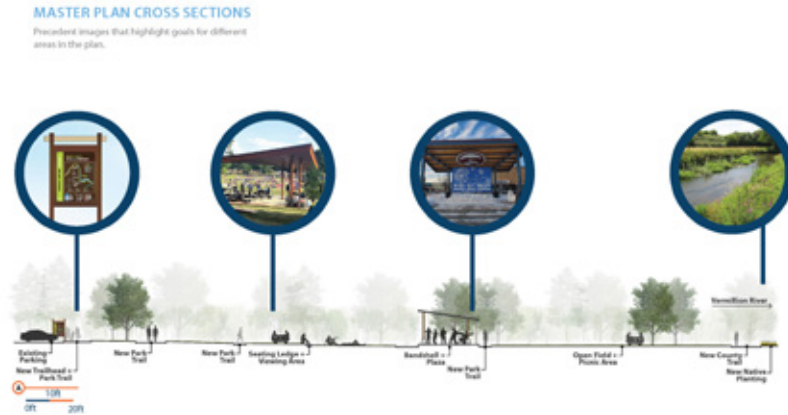 MASTER PLAN CROSS SECTIONS
Precedent images that highlight goals for different
areas in the plan.
Vermillion River
Existing
Parking
New Trailhead +
Park Trail
New Park
Trail
New Park
Trail
Seating Ledge +
Viewing Area
Bandshell +
Plaza
New Park
Trail
Open Field +
Picnic Area
New County
Trail
New Native
Planting
A
10ft
0ft
20ft